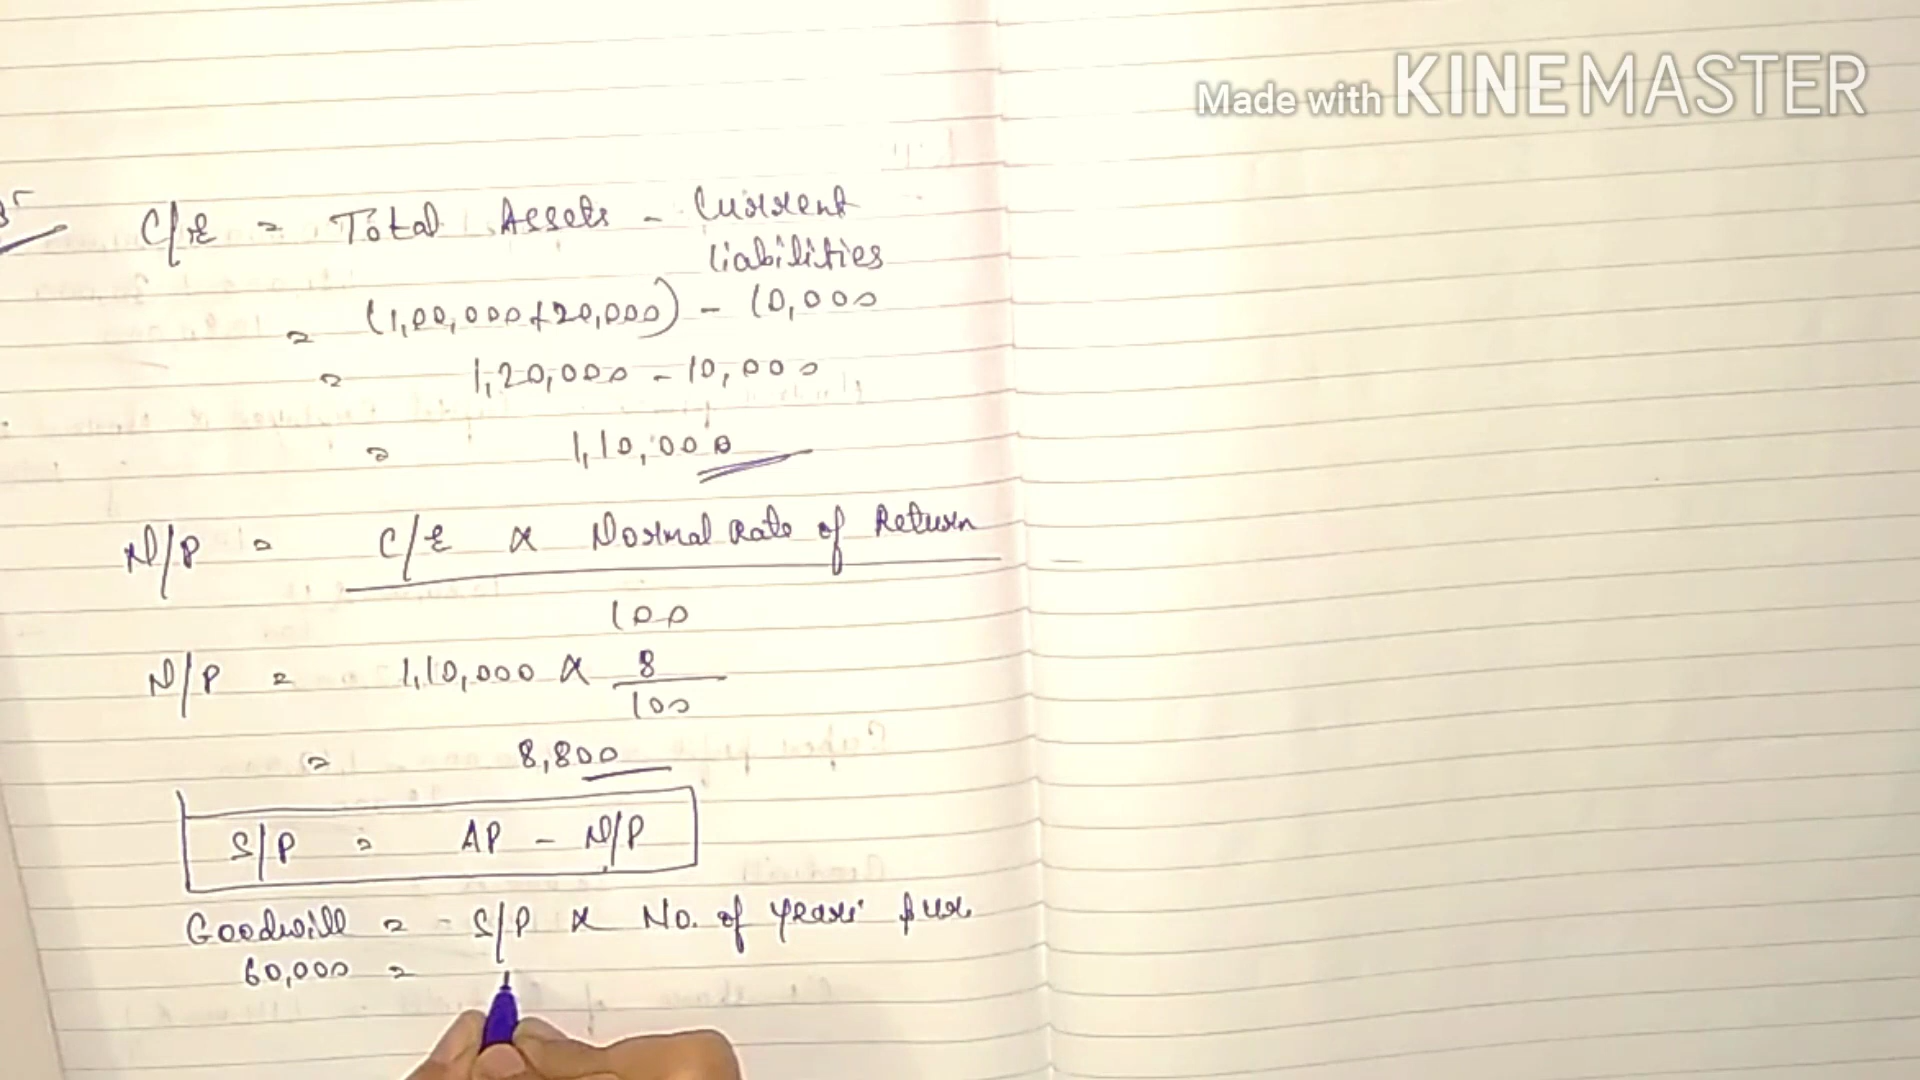 Made with KINEMASTER
C/E = Total Assets - Current
liabilities
= (1,00,000+20,000) - 10,000
= 1,20,000 - 10,000
= 1,10,000
N/P = C/E x Normal Rate of Return
100
N/P = 1,10,000 x 8
100
= 8,800
S/P = AP - N/P
Goodwill = S/P x No. of years' pur
60,000 =